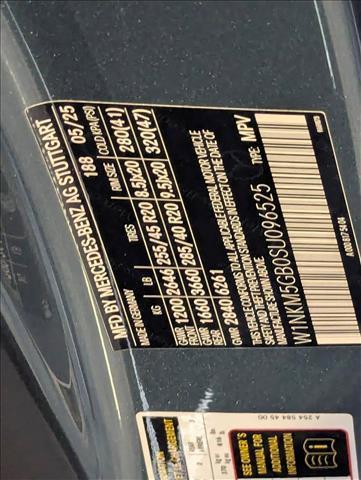 MFD BY MERCEDES-BENZ AG STUTTGART 188 05/25
MADE IN GERMANY TIRES RIM SIZE COLD KPA(PSI)
KG LB
GAWR 1200 2646 255/45 R20 8.5Jx20 280(41)
GAWR 1660 3660 285/40 R20 9.5Jx20 320(47)
REAR
GVWR 2840 6261
THIS VEHICLE CONFORMS TO ALL APPLICABLE FEDERAL MOTOR VEHICLE
SAFETY AND THEFT PREVENTION STANDARDS IN EFFECT ON THE DATE OF
MANUFACTURE SHOWN ABOVE.
W1NKM5GB0SU096525 TYPE: MPV
A 254 584 45 00
SEE OWNER'S
MANUAL FOR
ADDITIONAL
INFORMATION